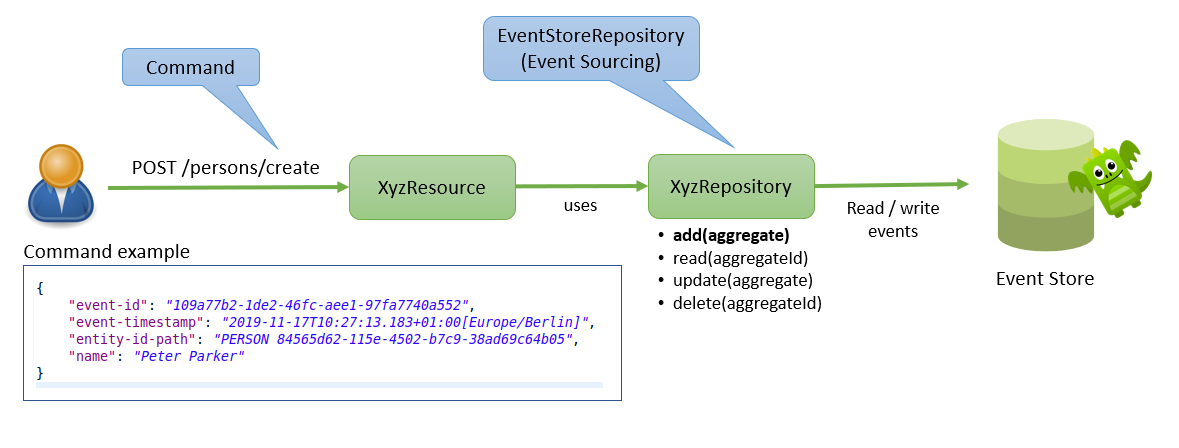 EventStoreRepository
(Event Sourcing)
Command
POST /persons/create
XyzResource
uses
XyzRepository
Read / write
events
• add(aggregate)
• read(aggregateId)
• update(aggregate)
• delete(aggregateId)
Event Store
Command example
{
"event-id": "109a77b2-1de2-46fc-aee1-97fa7740a552",
"event-timestamp": "2019-11-17T10:27:13.183+01:00[Europe/Berlin]",
"entity-id-path": "PERSON 84565d62-115e-4502-b7c9-38ad69c64b05",
"name": "Peter Parker"
}